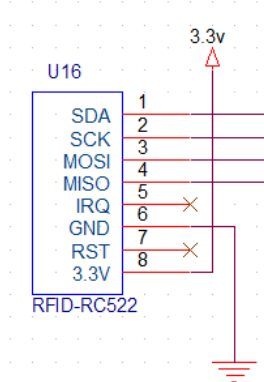 3.3v
U16
SDA 1
SCK 2
MOSI 3
MISO 4
IRQ 5
GND 6
RST 7
3.3V 8
RFID-RC522